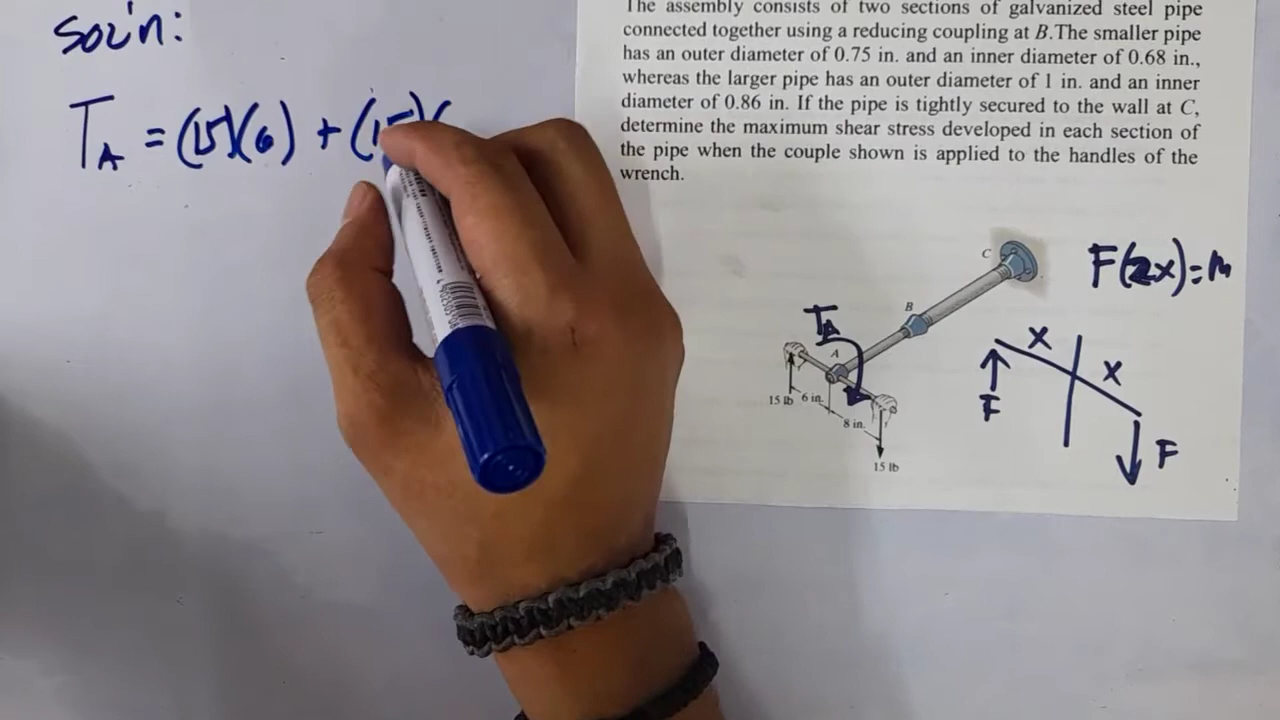 Sol'n:
T_A = (15)(6) + (15)(
The assembly consists of two sections of galvanized steel pipe
connected together using a reducing coupling at B.The smaller pipe
has an outer diameter of 0.75 in. and an inner diameter of 0.68 in.,
whereas the larger pipe has an outer diameter of 1 in. and an inner
diameter of 0.86 in. If the pipe is tightly secured to the wall at C,
determine the maximum shear stress developed in each section of
the pipe when the couple shown is applied to the handles of the
wrench.
C
F(2x)=M
B
T_A
A
x
x
15 lb
6 in.
F
8 in.
F
15 lb